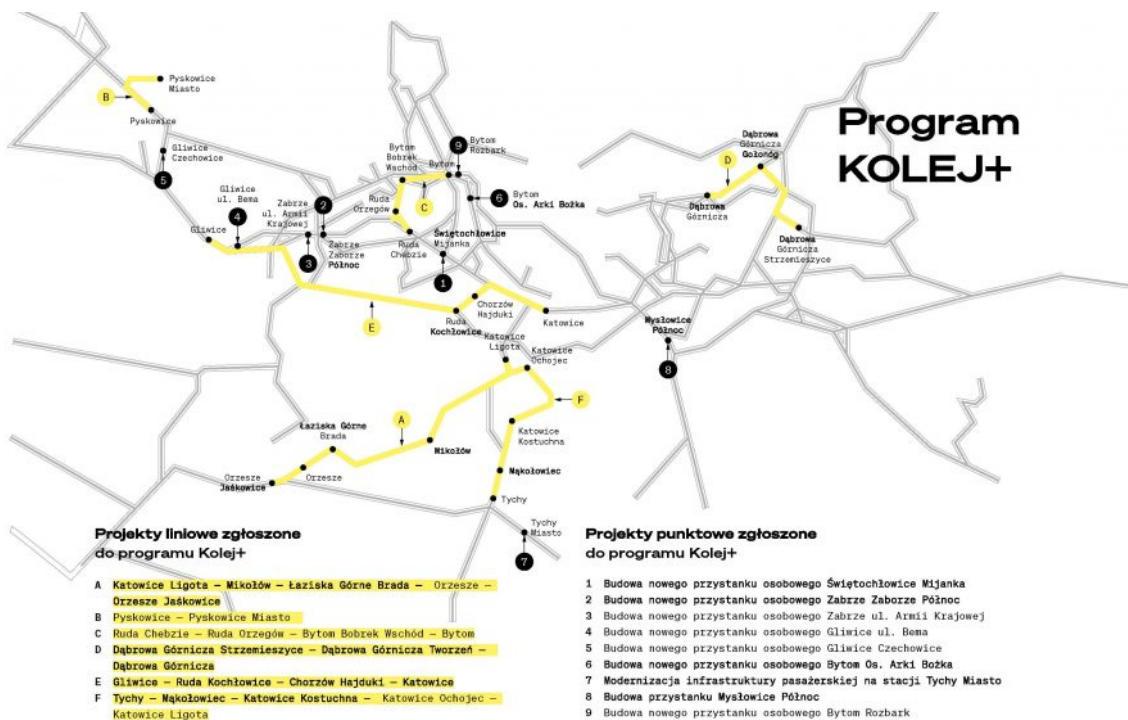 Program
KOLEJ+
Pyskowice
Miasto
B
Pyskowice
Gliwice
Czechowice
5
Gliwice
ul. Bema
4
Gliwice
Zabrze
ul. Armii
Krajowej
3
2
Zabrze
Zaborze
Północ
Bytom
Bobrek
Wschód
Bytom
9
Bytom
Rozbark
C
Ruda
Orzegów
6
Bytom
Os. Arki Bożka
Ruda
Chebzie
Świętochłowice
Mijanka
1
Dąbrowa
Górnicza
Gołonóg
D
Dąbrowa
Górnicza
Dąbrowa
Górnicza
Strzemieszyce
E
Ruda
Kochłowice
Chorzów
Hajduki
Katowice
Katowice
Ligota
Katowice
Ochojec
Mysłowice
Północ
8
F
A
Katowice
Kostuchna
Łaziska Górne
Brada
Mikołów
Mąkołowiec
Orzesze
Jaśkowice
Orzesze
Tychy
Tychy
Miasto
7
Projekty liniowe zgłoszone
do programu Kolej+
A Katowice Ligota – Mikołów – Łaziska Górne Brada – Orzesze –
Orzesze Jaśkowice
B Pyskowice – Pyskowice Miasto
C Ruda Chebzie – Ruda Orzegów – Bytom Bobrek Wschód – Bytom
D Dąbrowa Górnicza Strzemieszyce – Dąbrowa Górnicza Tworzeń –
Dąbrowa Górnicza
E Gliwice – Ruda Kochłowice – Chorzów Hajduki – Katowice
F Tychy – Mąkołowiec – Katowice Kostuchna – Katowice Ochojec –
Katowice Ligota
Projekty punktowe zgłoszone
do programu Kolej+
1 Budowa nowego przystanku osobowego Świętochłowice Mijanka
2 Budowa nowego przystanku osobowego Zabrze Zaborze Północ
3 Budowa nowego przystanku osobowego Zabrze ul. Armii Krajowej
4 Budowa nowego przystanku osobowego Gliwice ul. Bema
5 Budowa nowego przystanku osobowego Gliwice Czechowice
6 Budowa nowego przystanku osobowego Bytom Os. Arki Bożka
7 Modernizacja infrastruktury pasażerskiej na stacji Tychy Miasto
8 Budowa przystanku Mysłowice Północ
9 Budowa nowego przystanku osobowego Bytom Rozbark